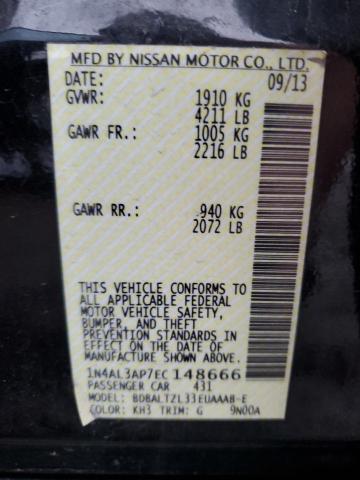 MFD BY NISSAN MOTOR CO., LTD.
DATE: 09/13
GVWR: 1910 KG
4211 LB
GAWR FR.: 1005 KG
2216 LB
GAWR RR.: 940 KG
2072 LB
THIS VEHICLE CONFORMS TO
ALL APPLICABLE FEDERAL
MOTOR VEHICLE SAFETY,
BUMPER, AND THEFT
PREVENTION STANDARDS IN
EFFECT ON THE DATE OF
MANUFACTURE SHOWN ABOVE.
1N4AL3AP7EC148666
PASSENGER CAR 431
MODEL: BDBALTZL33EUAAAB-E
COLOR: KH3 TRIM: G 9N00A